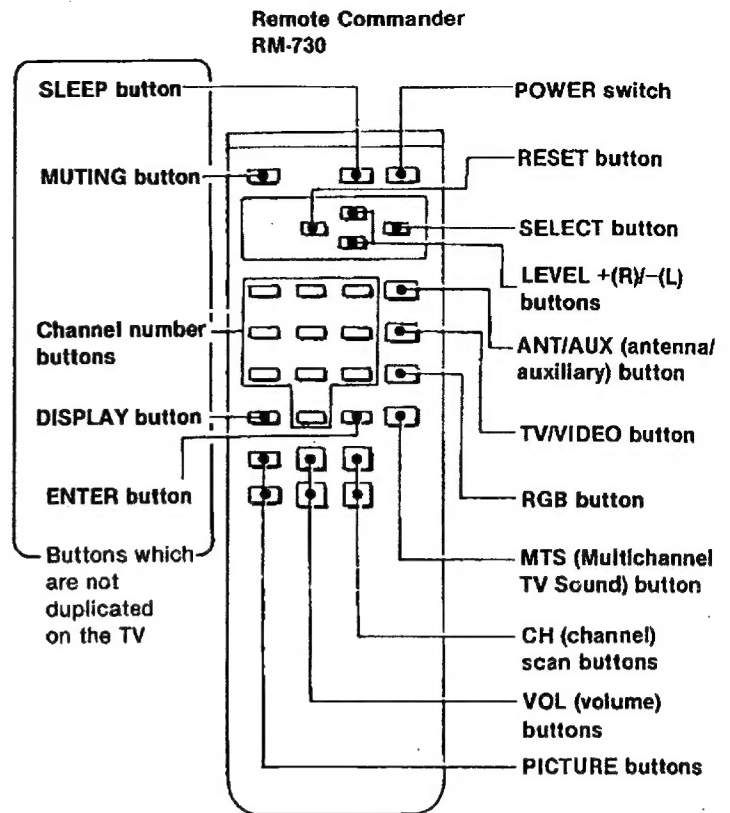 Remote Commander
RM-730
SLEEP button
MUTING button
Channel number
buttons
DISPLAY button
ENTER button
Buttons which
are not
duplicated
on the TV
POWER switch
RESET button
SELECT button
LEVEL +(R)/−(L)
buttons
ANT/AUX (antenna/
auxiliary) button
TV/VIDEO button
RGB button
MTS (Multichannel
TV Sound) button
CH (channel)
scan buttons
VOL (volume)
buttons
PICTURE buttons